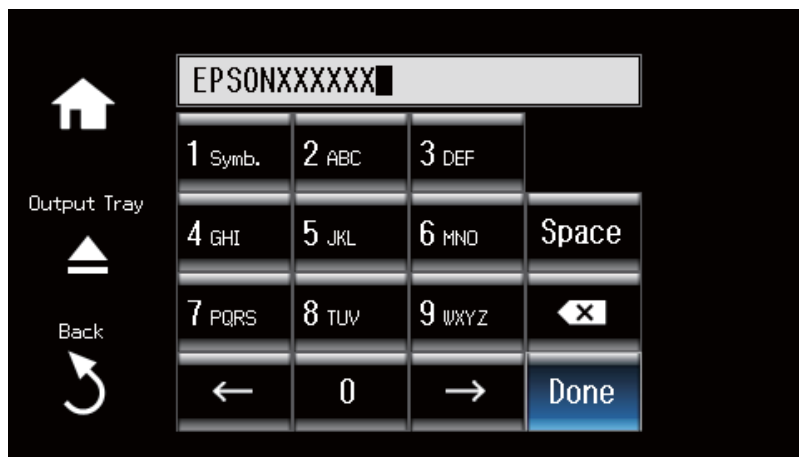 EPSONXXXXXX
1 Symb. 2 ABC 3 DEF
Output Tray
4 GHI 5 JKL 6 MNO Space
7 PQRS 8 TUV 9 WXYZ
Back
← 0 → Done